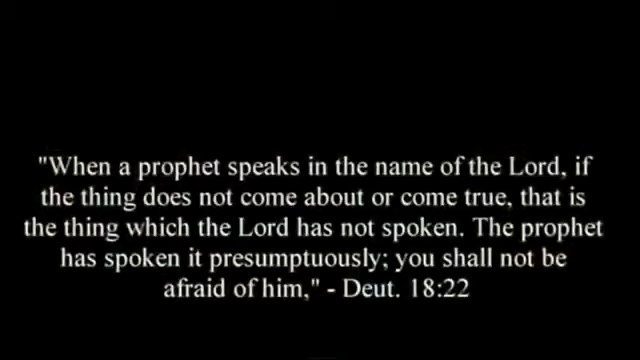 "When a prophet speaks in the name of the Lord, if
the thing does not come about or come true, that is
the thing which the Lord has not spoken. The prophet
has spoken it presumptuously; you shall not be
afraid of him," - Deut. 18:22